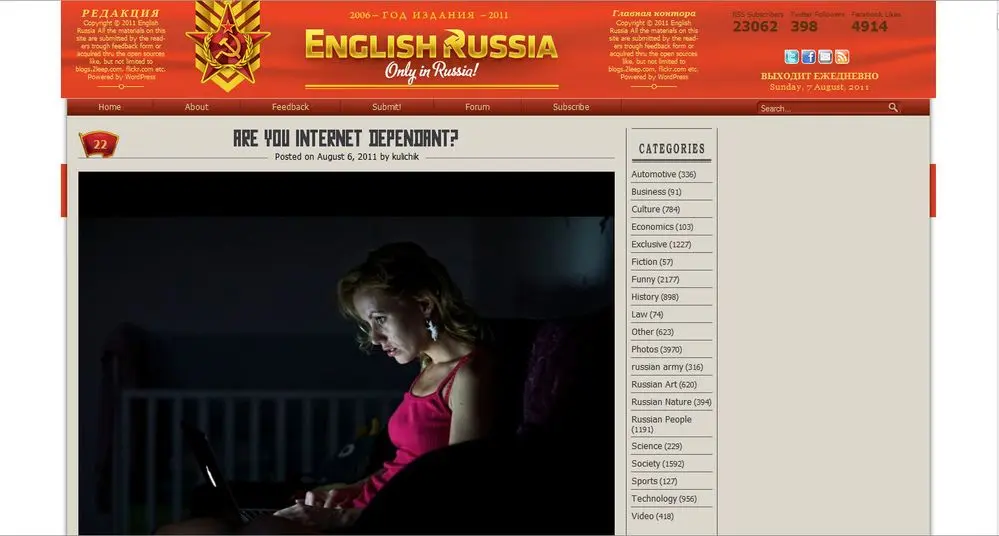 РЕДАКЦИЯ
Copyright © 2011 English
Russia All the materials on this
site are submitted by the read-
ers trough feedback form or
acquired thru the open sources
like, but not limited to
blogs.2leep.com, flickr.com etc.
Powered by WordPress
2006 – ГОД ИЗДАНИЯ – 2011
ENGLISH RUSSIA
Only in Russia!
Главная контора
Copyright © 2011 English
Russia All the materials on this
site are submitted by the read-
ers trough feedback form or
acquired thru the open sources
like, but not limited to
blogs.2leep.com, flickr.com etc.
Powered by WordPress
RSS Subscribers Twitter Followers Facebook Likes
23062 398 4914
ВЫХОДИТ ЕЖЕДНЕВНО
Sunday, 7 August, 2011
Home About Feedback Submit! Forum Subscribe Search...
22
ARE YOU INTERNET DEPENDANT?
Posted on August 6, 2011 by kulichik
CATEGORIES
Automotive (336)
Business (91)
Culture (784)
Economics (103)
Exclusive (1227)
Fiction (57)
Funny (2177)
History (898)
Law (74)
Other (623)
Photos (3970)
russian army (316)
Russian Art (620)
Russian Nature (394)
Russian People
(1191)
Science (229)
Society (1592)
Sports (127)
Technology (956)
Video (418)